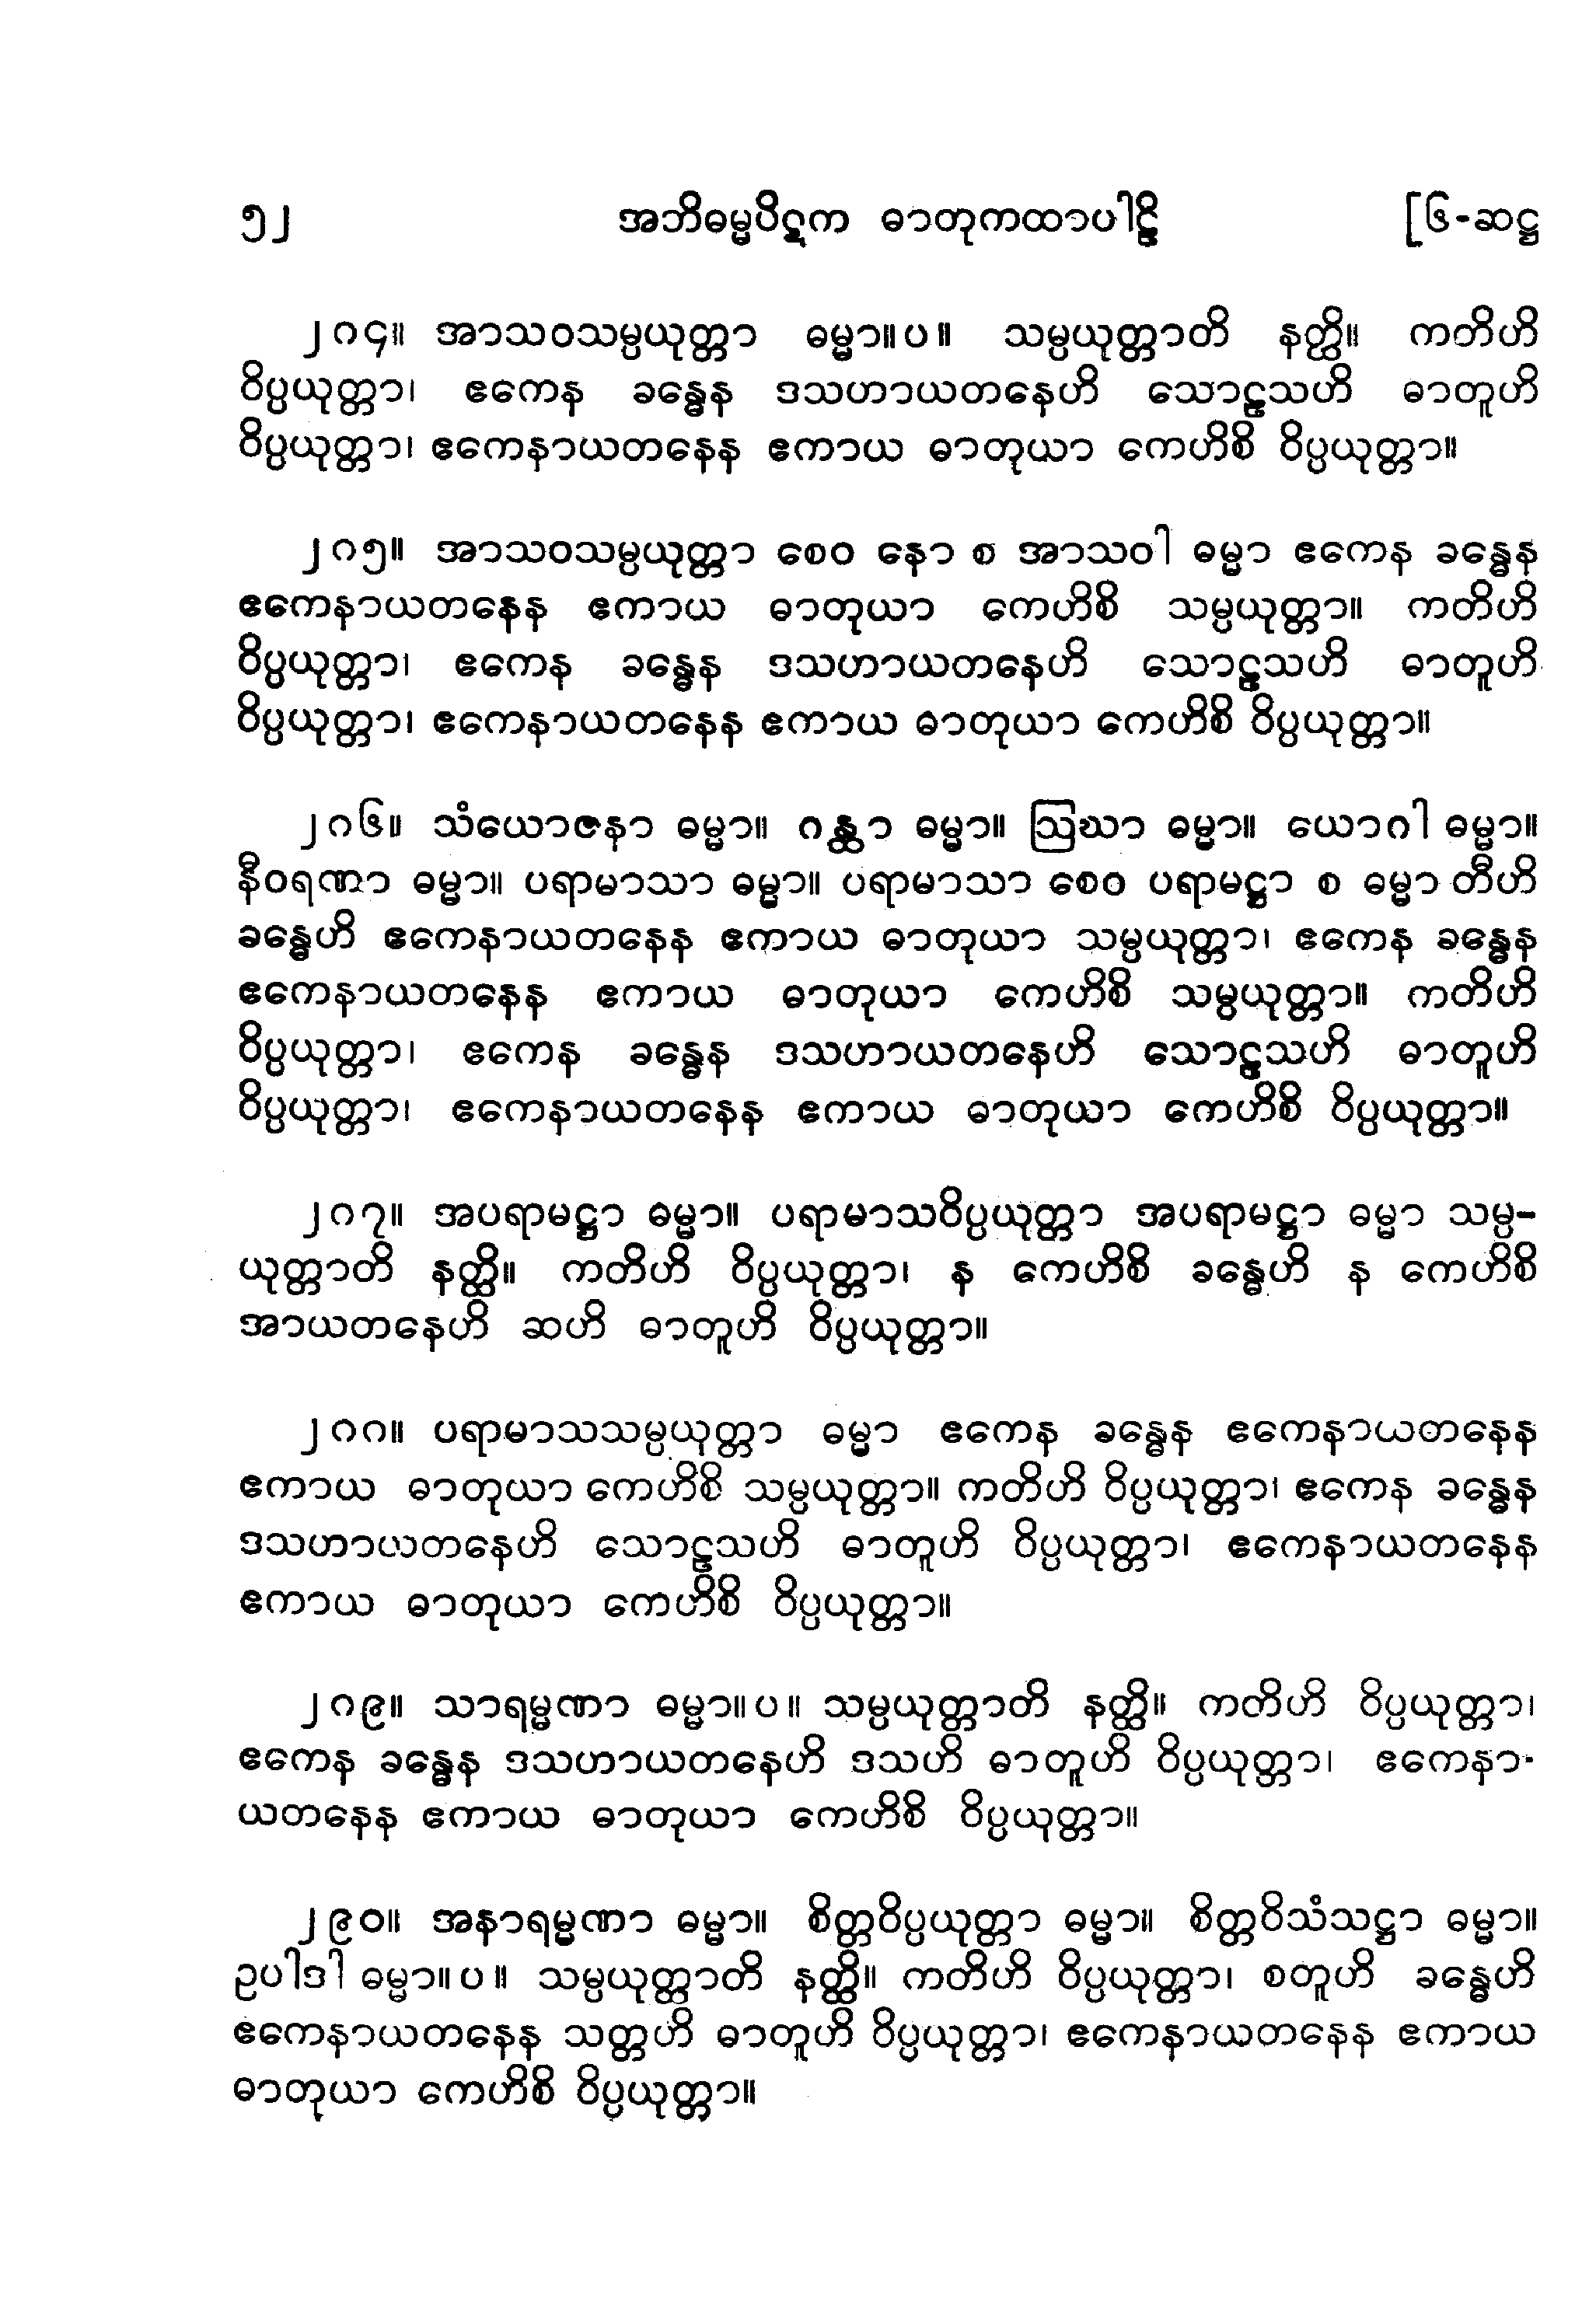 ၅၂ အဘိဓမ္မပိဋက ဓာတုကထာပါဠိ [၆-ဆဋ္ဌ
၂၈၄။ အာသဝသမ္ပယုတ္တာ ဓမ္မာ။ပ။ သမ္ပယုတ္တာတိ နတ္ထိ။ ကတိဟိ
ဝိပ္ပယုတ္တာ၊ ဧကေန ခန္ဓေန ဒသဟာယတနေဟိ သောဠသဟိ ဓာတူဟိ
ဝိပ္ပယုတ္တာ၊ ဧကေနာယတနေန ဧကာယ ဓာတုယာ ကေဟိစိ ဝိပ္ပယုတ္တာ။
၂၈၅။ အာသဝသမ္ပယုတ္တာ စေဝ နော စ အာသဝါ ဓမ္မာ ဧကေန ခန္ဓေန
ဧကေနာယတနေန ဧကာယ ဓာတုယာ ကေဟိစိ သမ္ပယုတ္တာ။ ကတိဟိ
ဝိပ္ပယုတ္တာ၊ ဧကေန ခန္ဓေန ဒသဟာယတနေဟိ သောဠသဟိ ဓာတူဟိ
ဝိပ္ပယုတ္တာ၊ ဧကေနာယတနေန ဧကာယ ဓာတုယာ ကေဟိစိ ဝိပ္ပယုတ္တာ။
၂၈၆။ သံယောဇနာ ဓမ္မာ။ ဂန္ထာ ဓမ္မာ။ ဩဃာ ဓမ္မာ။ ယောဂါ ဓမ္မာ။
နီဝရဏာ ဓမ္မာ။ ပရာမာသာ ဓမ္မာ။ ပရာမာသာ စေဝ ပရာမဋ္ဌာ စ ဓမ္မာ တီဟိ
ခန္ဓေဟိ ဧကေနာယတနေန ဧကာယ ဓာတုယာ သမ္ပယုတ္တာ၊ ဧကေန ခန္ဓေန
ဧကေနာယတနေန ဧကာယ ဓာတုယာ ကေဟိစိ သမ္ပယုတ္တာ။ ကတိဟိ
ဝိပ္ပယုတ္တာ၊ ဧကေန ခန္ဓေန ဒသဟာယတနေဟိ သောဠသဟိ ဓာတူဟိ
ဝိပ္ပယုတ္တာ၊ ဧကေနာယတနေန ဧကာယ ဓာတုယာ ကေဟိစိ ဝိပ္ပယုတ္တာ။
၂၈၇။ အပရာမဋ္ဌာ ဓမ္မာ။ ပရာမာသဝိပ္ပယုတ္တာ အပရာမဋ္ဌာ ဓမ္မာ သမ္ပ-
ယုတ္တာတိ နတ္ထိ။ ကတိဟိ ဝိပ္ပယုတ္တာ၊ န ကေဟိစိ ခန္ဓေဟိ န ကေဟိစိ
အာယတနေဟိ ဆဟိ ဓာတူဟိ ဝိပ္ပယုတ္တာ။
၂၈၈။ ပရာမာသသမ္ပယုတ္တာ ဓမ္မာ ဧကေန ခန္ဓေန ဧကေနာယတနေန
ဧကာယ ဓာတုယာ ကေဟိစိ သမ္ပယုတ္တာ။ ကတိဟိ ဝိပ္ပယုတ္တာ၊ ဧကေန ခန္ဓေန
ဒသဟာယတနေဟိ သောဠသဟိ ဓာတူဟိ ဝိပ္ပယုတ္တာ၊ ဧကေနာယတနေန
ဧကာယ ဓာတုယာ ကေဟိစိ ဝိပ္ပယုတ္တာ။
၂၈၉။ သာရမ္မဏာ ဓမ္မာ။ပ။ သမ္ပယုတ္တာတိ နတ္ထိ။ ကတိဟိ ဝိပ္ပယုတ္တာ၊
ဧကေန ခန္ဓေန ဒသဟာယတနေဟိ ဒသဟိ ဓာတူဟိ ဝိပ္ပယုတ္တာ၊ ဧကေနာ-
ယတနေန ဧကာယ ဓာတုယာ ကေဟိစိ ဝိပ္ပယုတ္တာ။
၂၉၀။ အနာရမ္မဏာ ဓမ္မာ။ စိတ္တဝိပ္ပယုတ္တာ ဓမ္မာ။ စိတ္တဝိသံသဋ္ဌာ ဓမ္မာ။
ဥပါဒါ ဓမ္မာ။ပ။ သမ္ပယုတ္တာတိ နတ္ထိ။ ကတိဟိ ဝိပ္ပယုတ္တာ၊ စတူဟိ ခန္ဓေဟိ
ဧကေနာယတနေန သတ္တဟိ ဓာတူဟိ ဝိပ္ပယုတ္တာ၊ ဧကေနာယတနေန ဧကာယ
ဓာတုယာ ကေဟိစိ ဝိပ္ပယုတ္တာ။